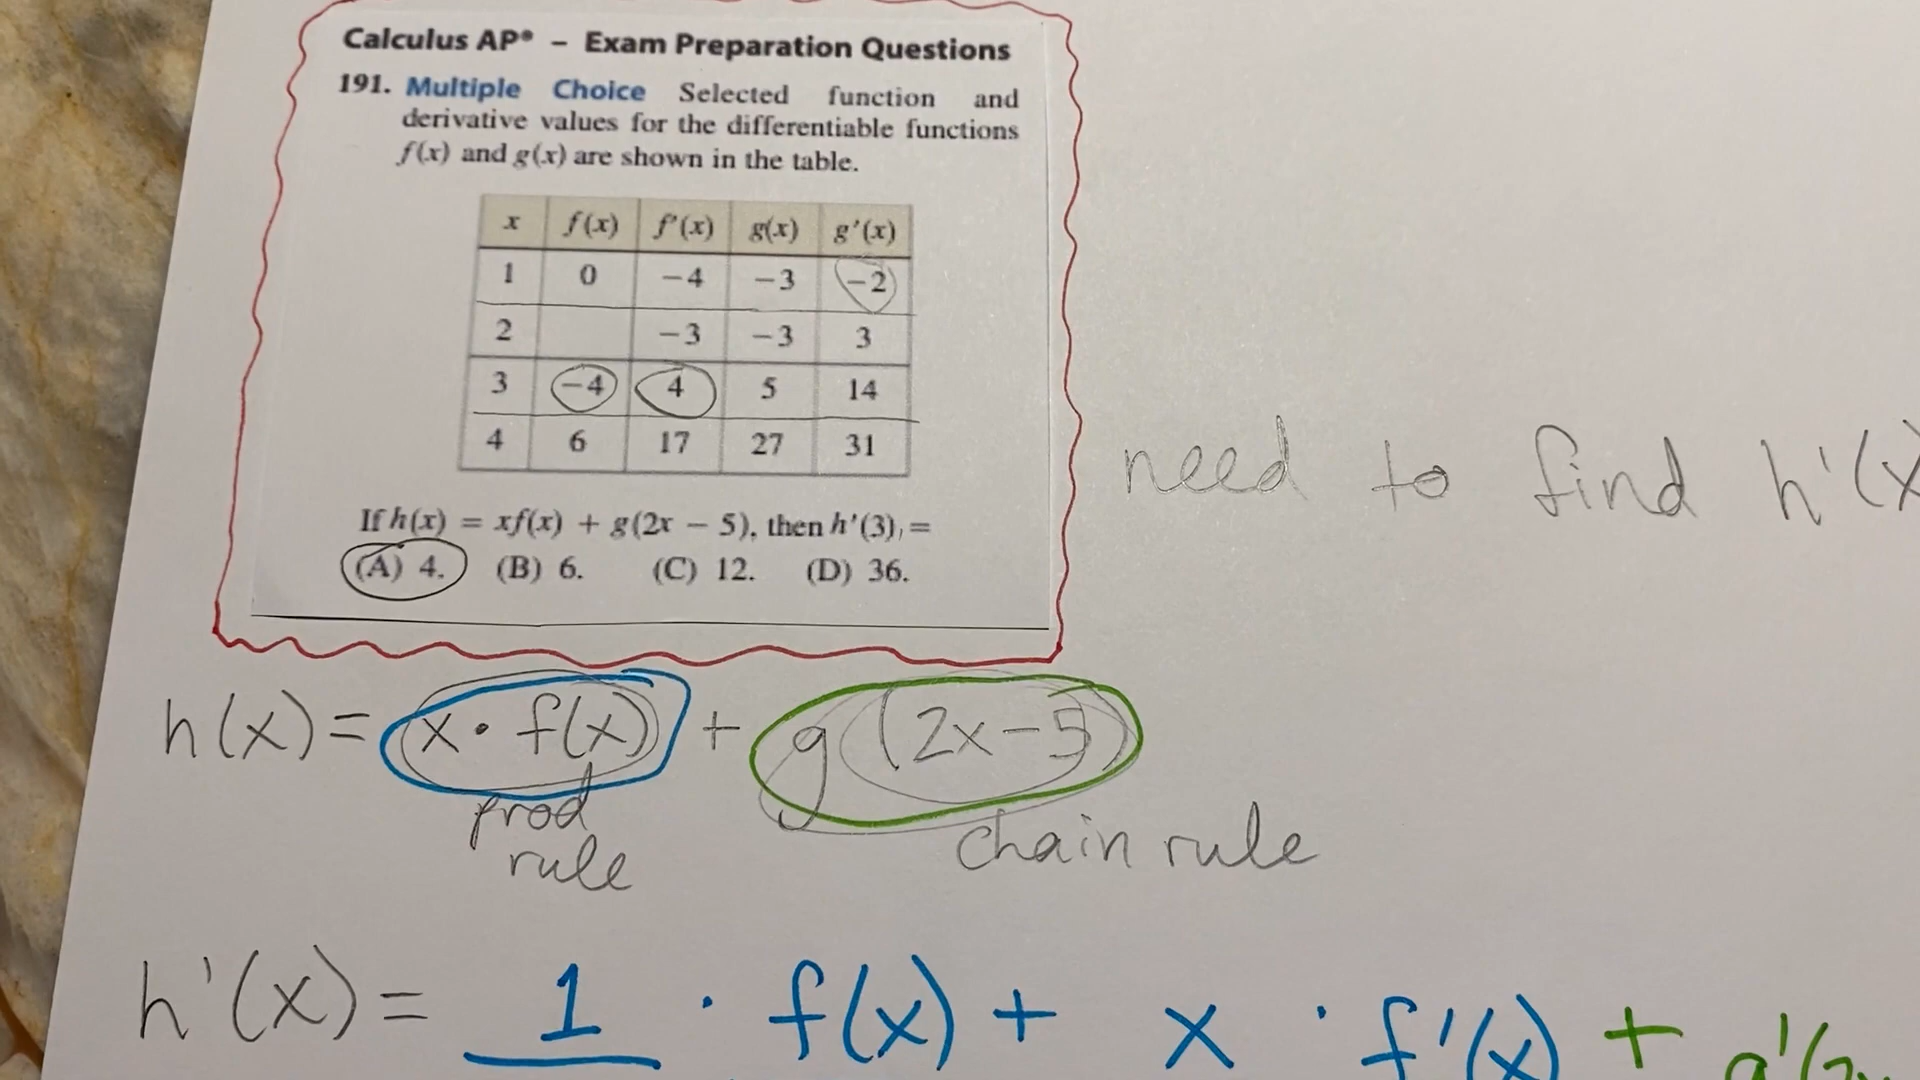 Calculus AP® – Exam Preparation Questions
191. Multiple Choice Selected function and
derivative values for the differentiable functions
f(x) and g(x) are shown in the table.
x f(x) f'(x) g(x) g'(x)
1 0 −4 −3 −2
2 −3 −3 3
3 −4 4 5 14
4 6 17 27 31
If h(x) = xf(x) + g(2x − 5), then h'(3), =
(A) 4. (B) 6. (C) 12. (D) 36.
need to find h'(x
h(x) = x · f(x) + g(2x−5)
prod
rule
chain rule
h'(x) = 1 · f(x) + x · f'(x) + g'(2x